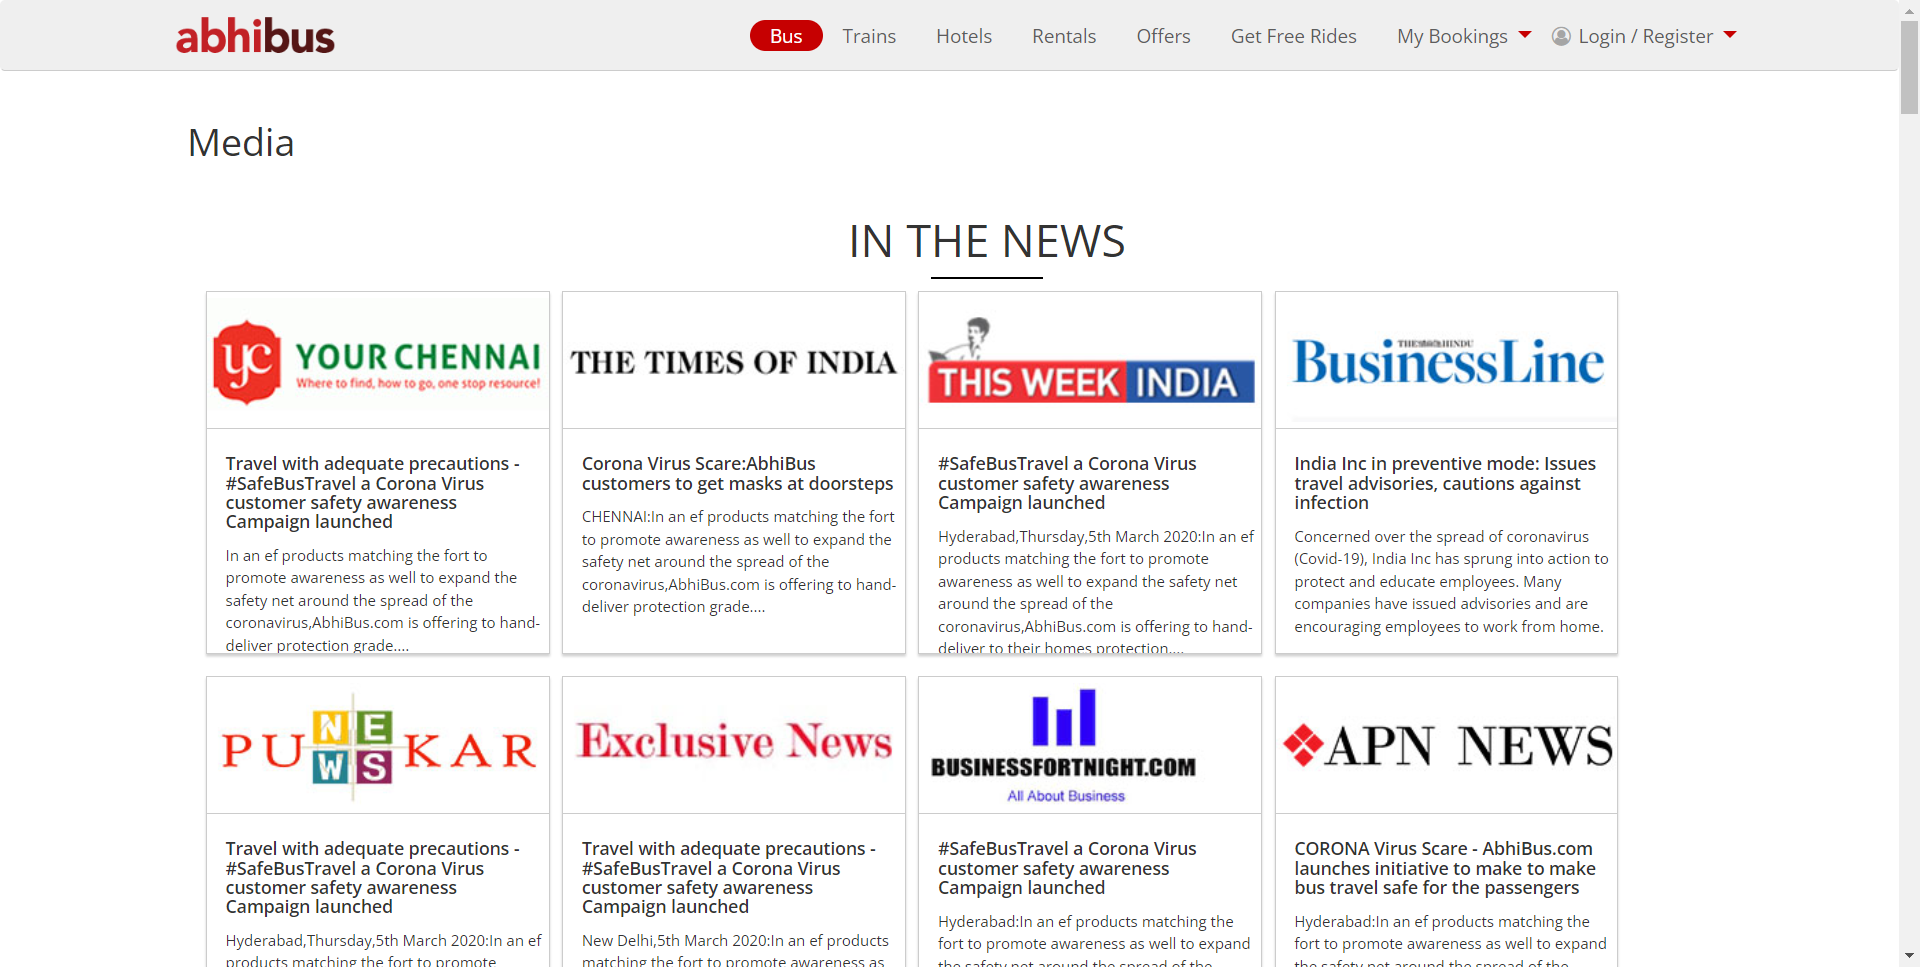 abhibus
Bus Trains Hotels Rentals Offers Get Free Rides My Bookings Login / Register
Media
IN THE NEWS
yc YOUR CHENNAI
Where to find, how to go, one stop resource!
Travel with adequate precautions -
#SafeBusTravel a Corona Virus
customer safety awareness
Campaign launched
In an ef products matching the fort to
promote awareness as well to expand the
safety net around the spread of the
coronavirus,AbhiBus.com is offering to hand-
deliver protection grade....
THE TIMES OF INDIA
Corona Virus Scare:AbhiBus
customers to get masks at doorsteps
CHENNAI:In an ef products matching the fort
to promote awareness as well to expand the
safety net around the spread of the
coronavirus,AbhiBus.com is offering to hand-
deliver protection grade....
THIS WEEK INDIA
#SafeBusTravel a Corona Virus
customer safety awareness
Campaign launched
Hyderabad,Thursday,5th March 2020:In an ef
products matching the fort to promote
awareness as well to expand the safety net
around the spread of the
coronavirus,AbhiBus.com is offering to hand-
deliver to their homes protection....
THE HINDU
BusinessLine
India Inc in preventive mode: Issues
travel advisories, cautions against
infection
Concerned over the spread of coronavirus
(Covid-19), India Inc has sprung into action to
protect and educate employees. Many
companies have issued advisories and are
encouraging employees to work from home.
PUNEKAR NEWS
Travel with adequate precautions -
#SafeBusTravel a Corona Virus
customer safety awareness
Campaign launched
Hyderabad,Thursday,5th March 2020:In an ef
products matching the fort to promote
Exclusive News
Travel with adequate precautions -
#SafeBusTravel a Corona Virus
customer safety awareness
Campaign launched
New Delhi,5th March 2020:In an ef products
matching the fort to promote awareness as
BUSINESSFORTNIGHT.COM
All About Business
#SafeBusTravel a Corona Virus
customer safety awareness
Campaign launched
Hyderabad:In an ef products matching the
fort to promote awareness as well to expand
the safety net around the spread of the
APN NEWS
CORONA Virus Scare - AbhiBus.com
launches initiative to make to make
bus travel safe for the passengers
Hyderabad:In an ef products matching the
fort to promote awareness as well to expand
the safety net around the spread of the